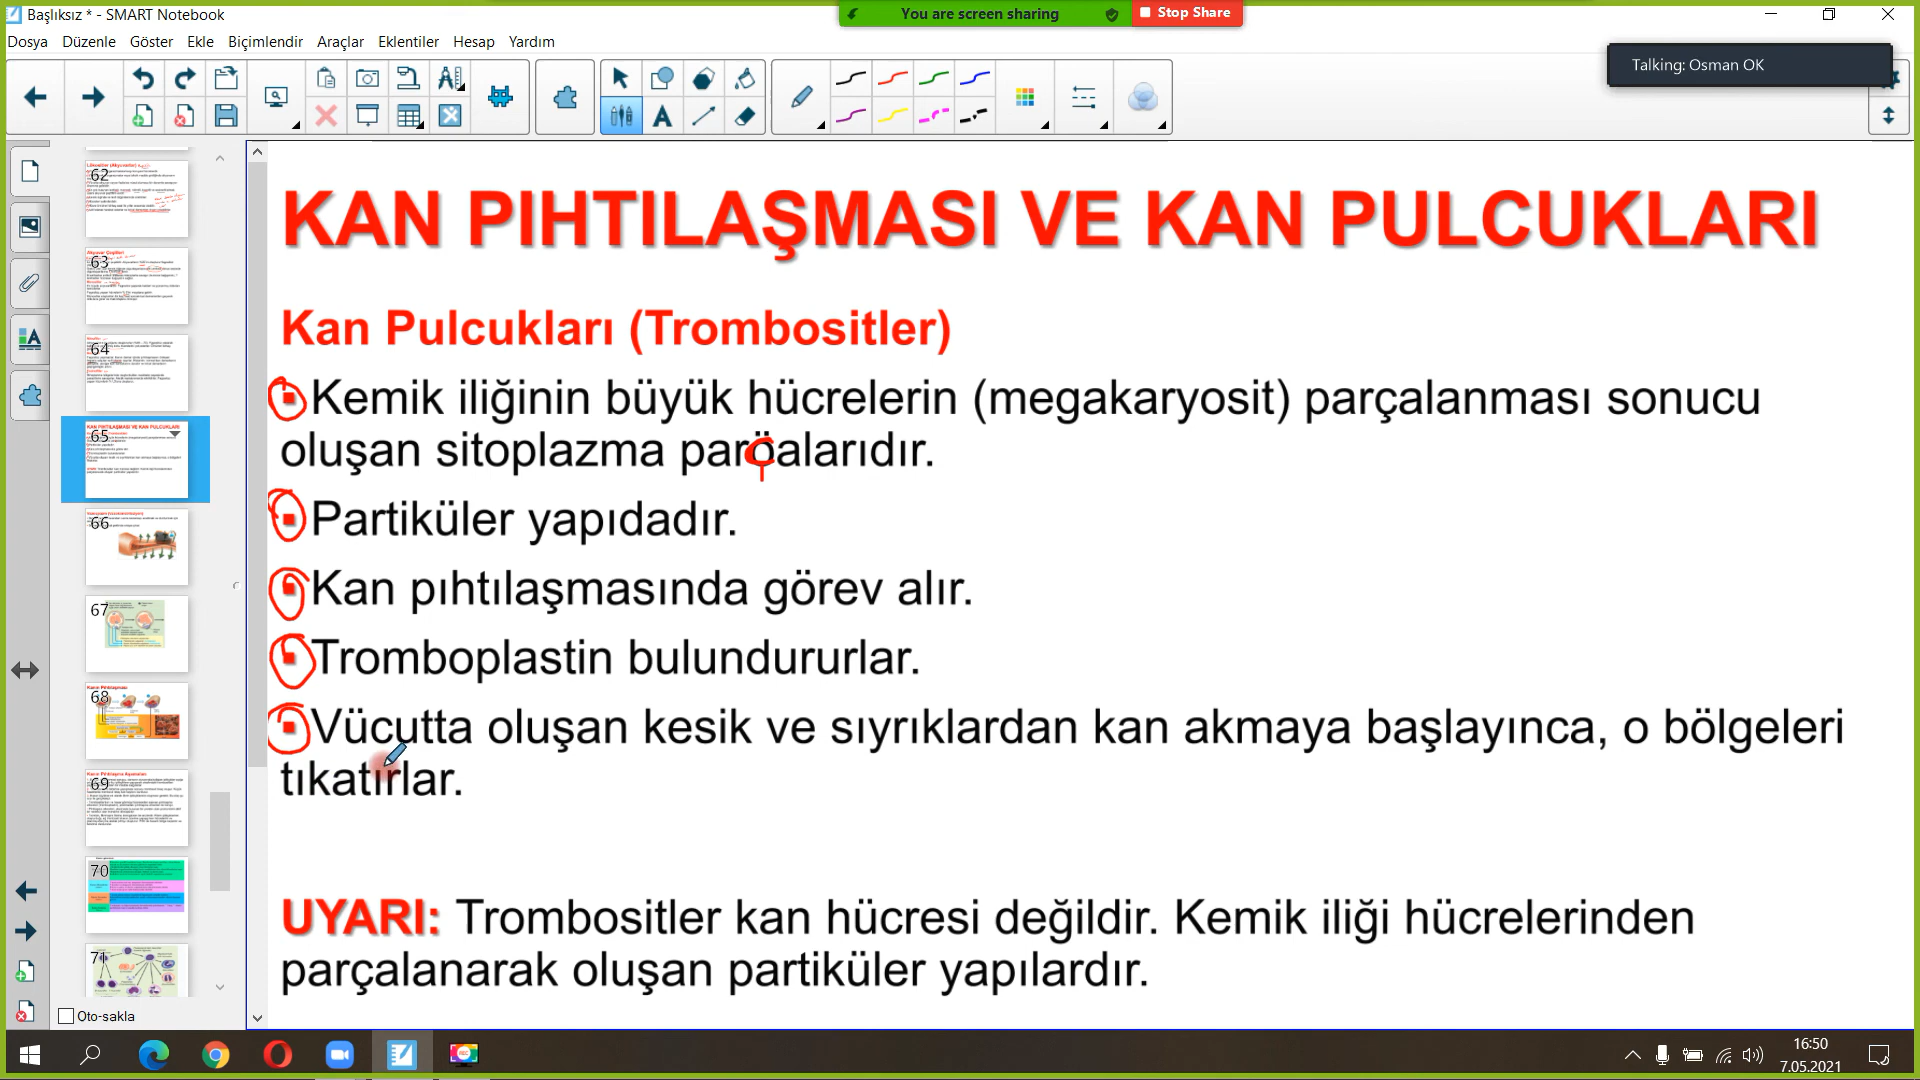 Başlıksız * - SMART Notebook
You are screen sharing
Stop Share
Dosya Düzenle Göster Ekle Biçimlendir Araçlar Eklentiler Hesap Yardım
Talking: Osman OK
62
63
64
65
66
67
68
69
70
71
Oto-sakla
KAN PIHTILAŞMASI VE KAN PULCUKLARI
Kan Pulcukları (Trombositler)
Kemik iliğinin büyük hücrelerin (megakaryosit) parçalanması sonucu
oluşan sitoplazma paröalarıdır.
Partiküler yapıdadır.
Kan pıhtılaşmasında görev alır.
Tromboplastin bulundururlar.
Vücutta oluşan kesik ve sıyrıklardan kan akmaya başlayınca, o bölgeleri
tıkatırlar.
UYARI: Trombositler kan hücresi değildir. Kemik iliği hücrelerinden
parçalanarak oluşan partiküler yapılardır.
16:50
7.05.2021